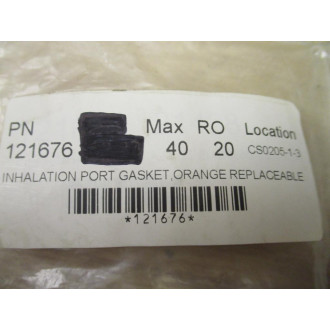 PN Max RO Location
121676 40 20 CS0205-1-3
INHALATION PORT GASKET,ORANGE REPLACEABLE
*121676*